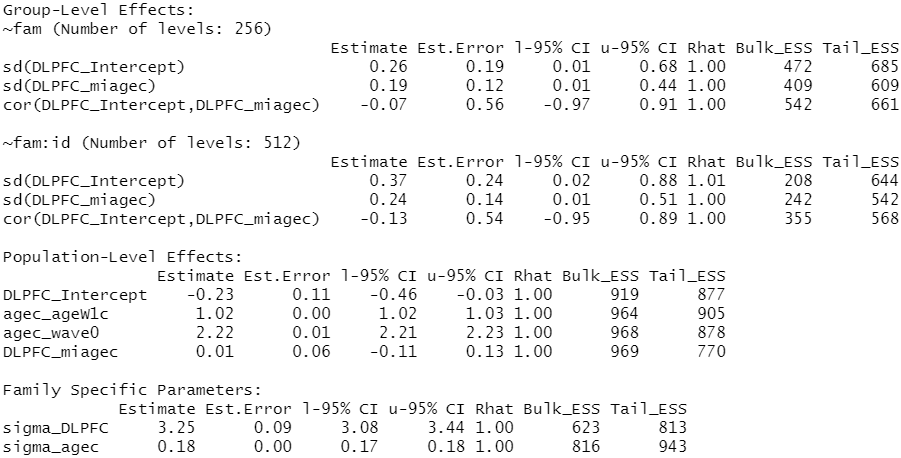 Group-Level Effects:
~fam (Number of levels: 256)
Estimate Est.Error l-95% CI u-95% CI Rhat Bulk_ESS Tail_ESS
sd(DLPFC_Intercept) 0.26 0.19 0.01 0.68 1.00 472 685
sd(DLPFC_miagec) 0.19 0.12 0.01 0.44 1.00 409 609
cor(DLPFC_Intercept,DLPFC_miagec) -0.07 0.56 -0.97 0.91 1.00 542 661
~fam:id (Number of levels: 512)
Estimate Est.Error l-95% CI u-95% CI Rhat Bulk_ESS Tail_ESS
sd(DLPFC_Intercept) 0.37 0.24 0.02 0.88 1.01 208 644
sd(DLPFC_miagec) 0.24 0.14 0.01 0.51 1.00 242 542
cor(DLPFC_Intercept,DLPFC_miagec) -0.13 0.54 -0.95 0.89 1.00 355 568
Population-Level Effects:
Estimate Est.Error l-95% CI u-95% CI Rhat Bulk_ESS Tail_ESS
DLPFC_Intercept -0.23 0.11 -0.46 -0.03 1.00 919 877
agec_ageW1c 1.02 0.00 1.02 1.03 1.00 964 905
agec_wave0 2.22 0.01 2.21 2.23 1.00 968 878
DLPFC_miagec 0.01 0.06 -0.11 0.13 1.00 969 770
Family Specific Parameters:
Estimate Est.Error l-95% CI u-95% CI Rhat Bulk_ESS Tail_ESS
sigma_DLPFC 3.25 0.09 3.08 3.44 1.00 623 813
sigma_agec 0.18 0.00 0.17 0.18 1.00 816 943